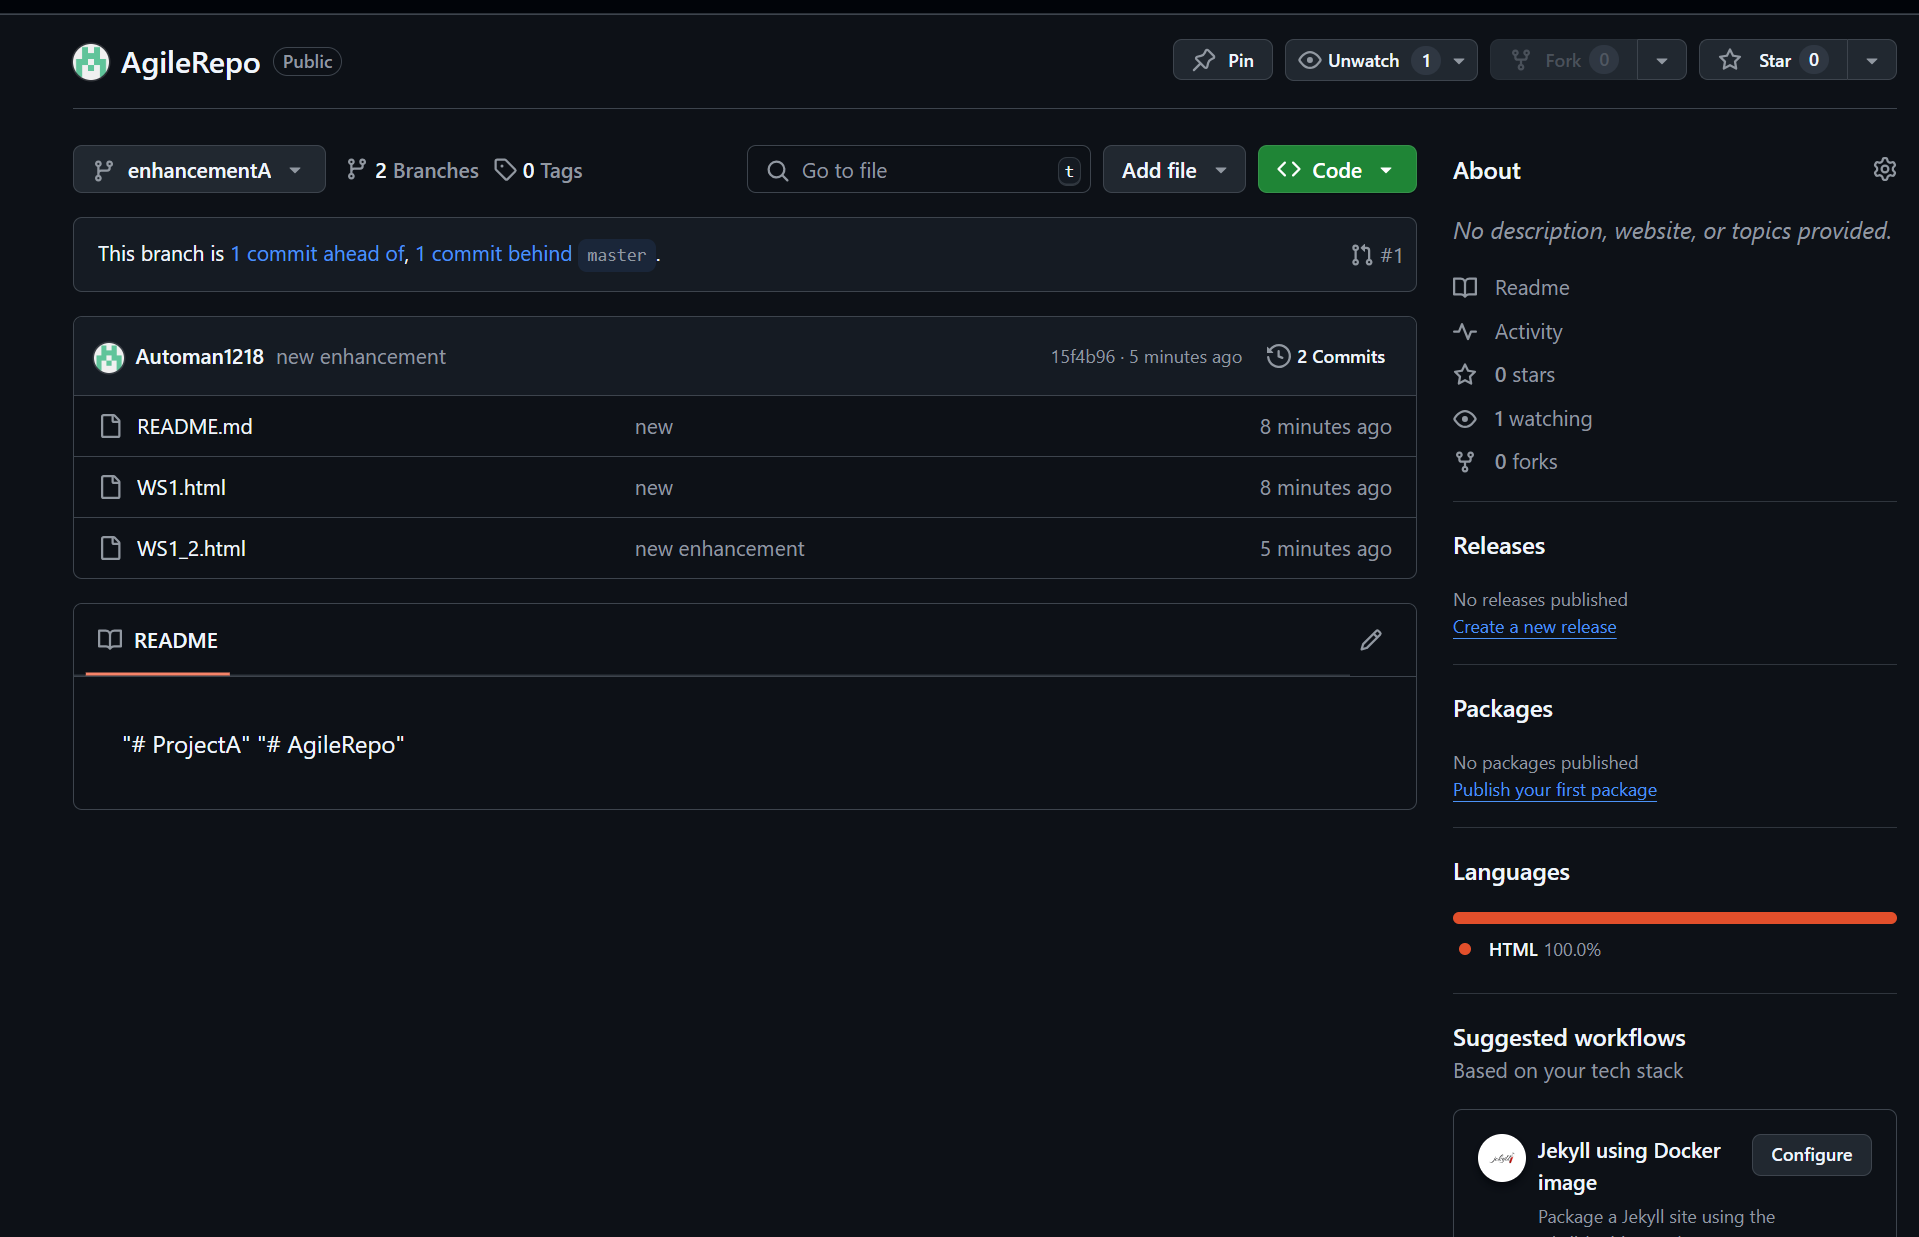 AgileRepo Public
Pin Unwatch 1 Fork 0 Star 0
enhancementA 2 Branches 0 Tags Go to file t Add file Code
This branch is 1 commit ahead of, 1 commit behind master. #1
Automan1218 new enhancement 15f4b96 · 5 minutes ago 2 Commits
README.md new 8 minutes ago
WS1.html new 8 minutes ago
WS1_2.html new enhancement 5 minutes ago
README
"# ProjectA" "# AgileRepo"
About
No description, website, or topics provided.
Readme
Activity
0 stars
1 watching
0 forks
Releases
No releases published
Create a new release
Packages
No packages published
Publish your first package
Languages
HTML 100.0%
Suggested workflows
Based on your tech stack
Jekyll using Docker
image
Configure
Package a Jekyll site using the